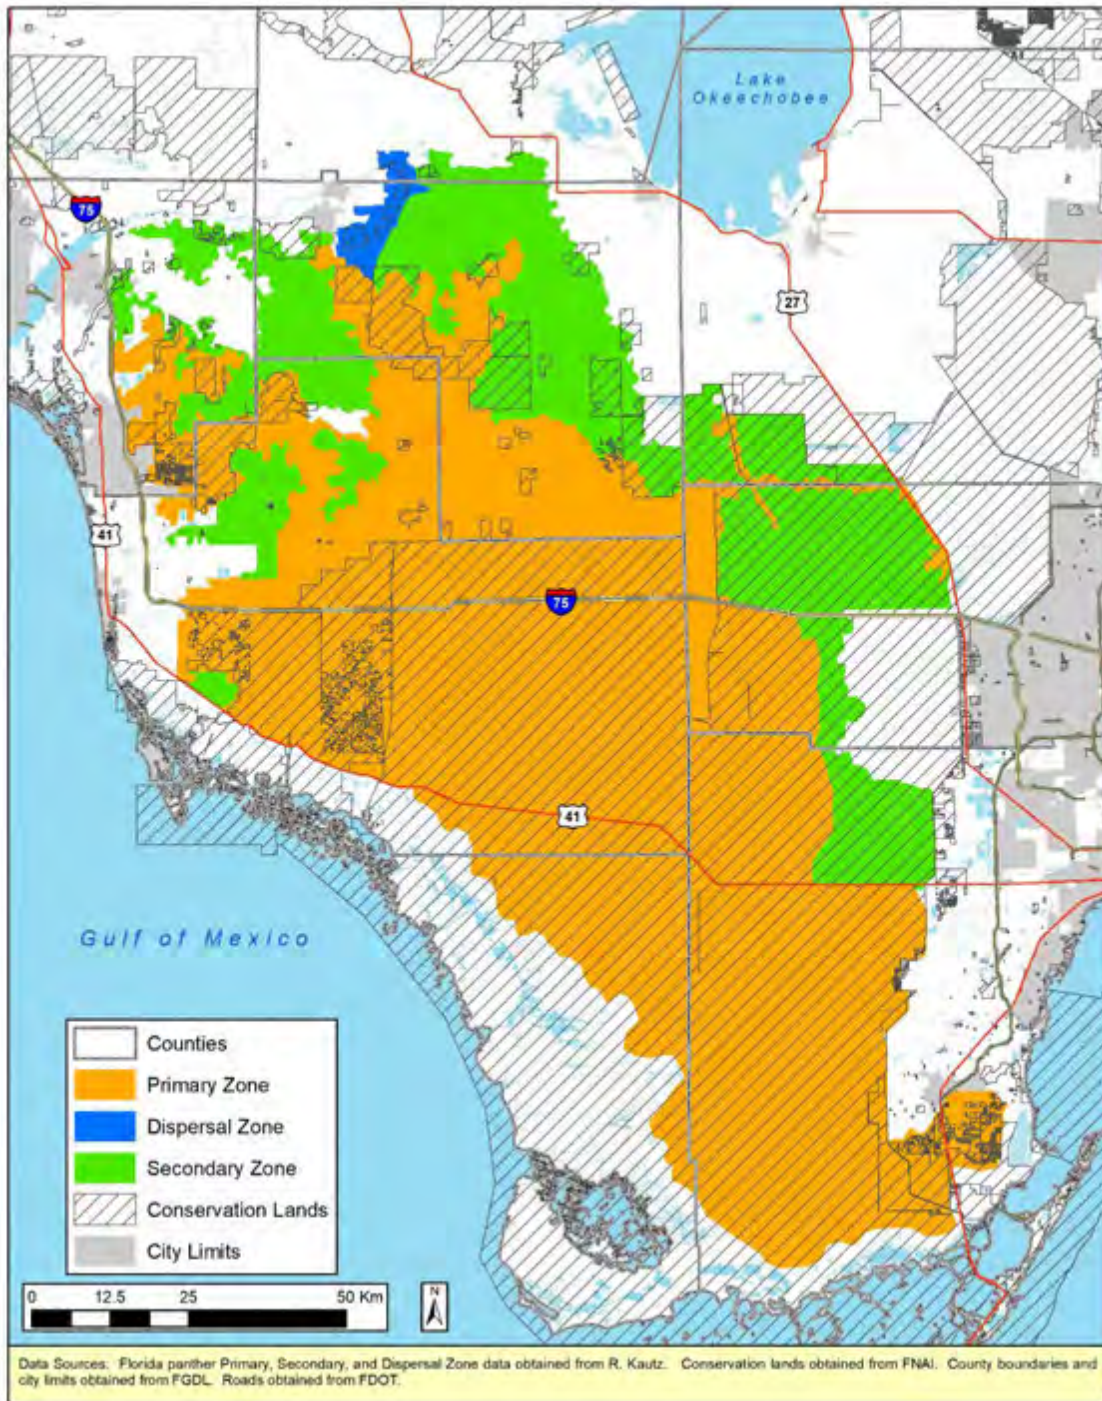 Lake
Okeechobee
75
27
41
75
41
Gulf of Mexico
Counties
Primary Zone
Dispersal Zone
Secondary Zone
Conservation Lands
City Limits
0 12.5 25 50 Km
N
Data Sources: Florida panther Primary, Secondary, and Dispersal Zone data obtained from R. Kautz. Conservation lands obtained from FNAI. County boundaries and
city limits obtained from FGDL. Roads obtained from FDOT.